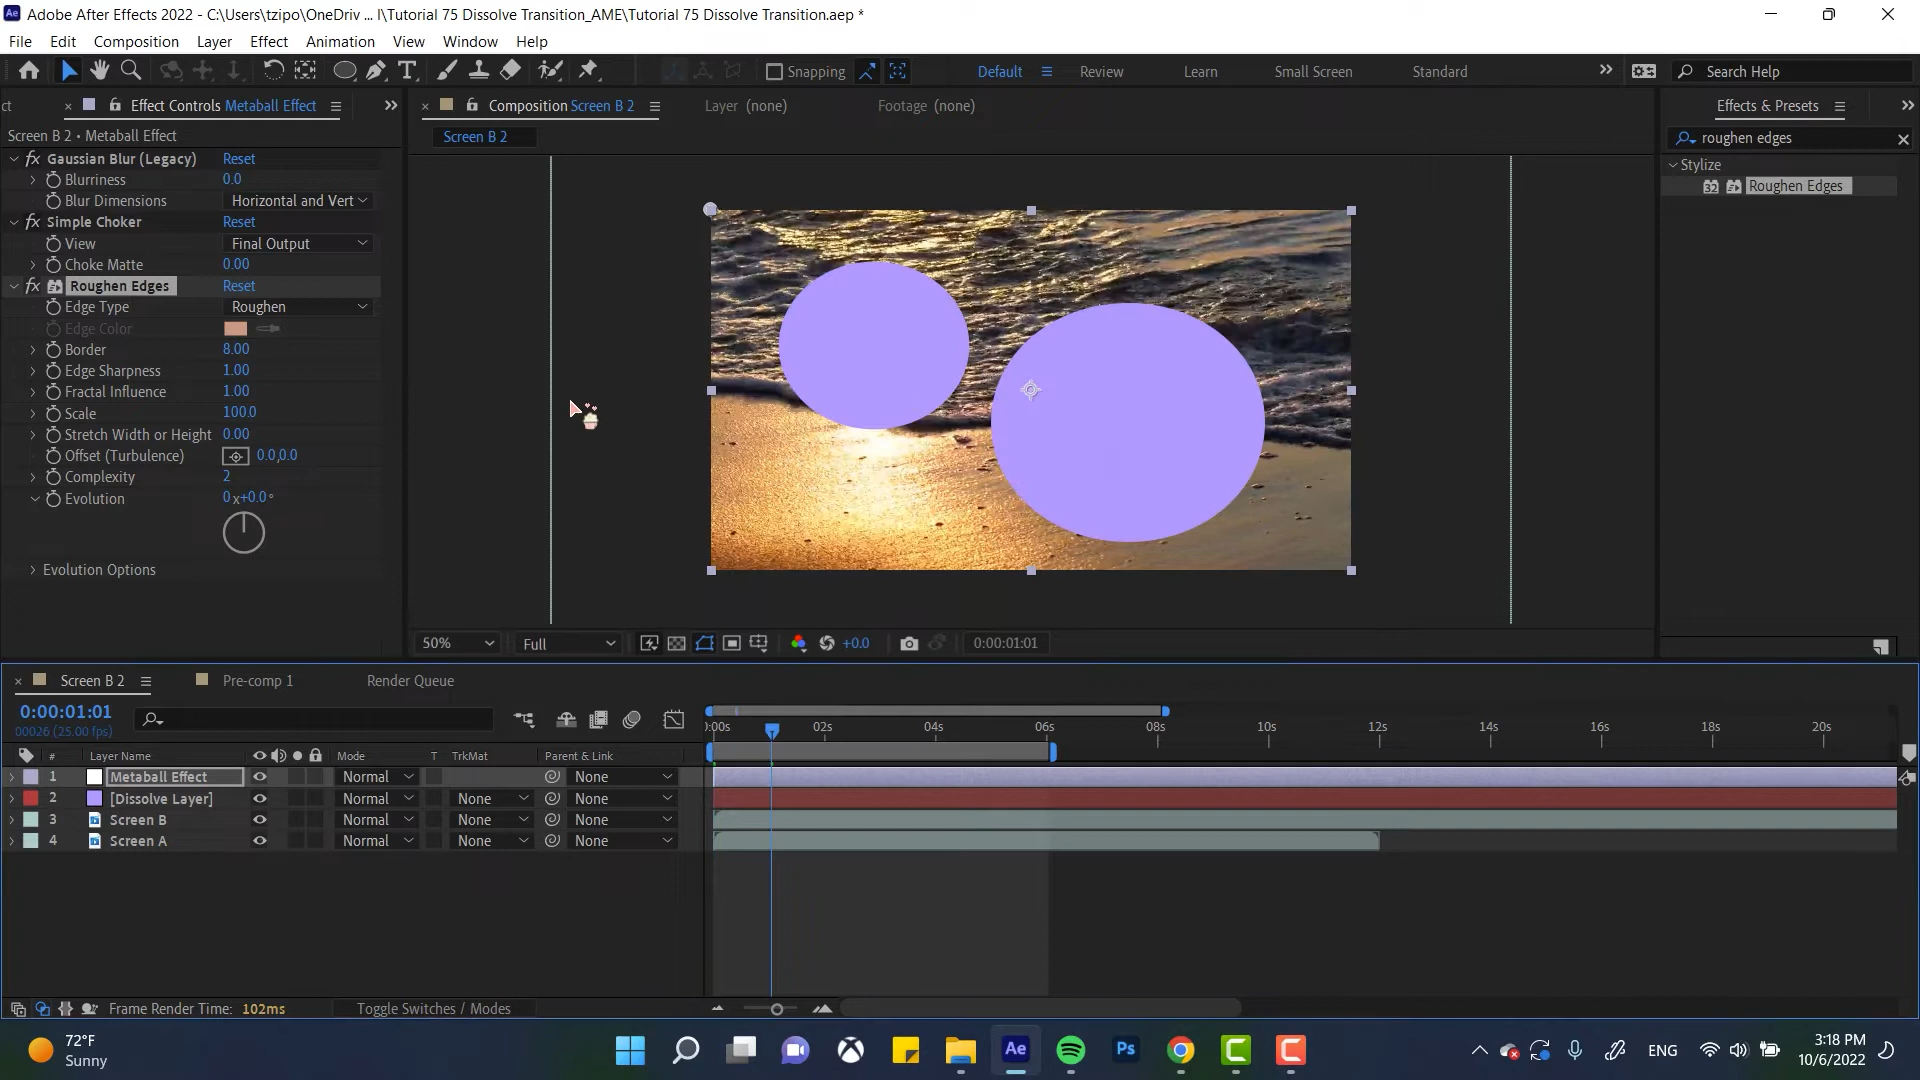 Adobe After Effects 2022 - C:\Users\tzipo\OneDriv ... l\Tutorial 75 Dissolve Transition_AME\Tutorial 75 Dissolve Transition.aep *
File Edit Composition Layer Effect Animation View Window Help
Snapping Default Review Learn Small Screen Standard Search Help
ct Effect Controls Metaball Effect Composition Screen B 2 Layer (none) Footage (none) Effects & Presets
Screen B 2 • Metaball Effect Screen B 2 roughen edges
fx Gaussian Blur (Legacy) Reset Stylize
Blurriness 0.0 32 Roughen Edges
Blur Dimensions Horizontal and Vert
fx Simple Choker Reset
View Final Output
Choke Matte 0.00
fx Roughen Edges Reset
Edge Type Roughen
Edge Color
Border 8.00
Edge Sharpness 1.00
Fractal Influence 1.00
Scale 100.0
Stretch Width or Height 0.00
Offset (Turbulence) 0.0,0.0
Complexity 2
Evolution 0x+0.0°
Evolution Options
50% Full +0.0 0:00:01:01
Screen B 2 Pre-comp 1 Render Queue
0:00:01:01
00026 (25.00 fps)
):00s 02s 04s 06s 08s 10s 12s 14s 16s 18s 20s
# Layer Name Mode T TrkMat Parent & Link
1 Metaball Effect Normal None
2 [Dissolve Layer] Normal None None
3 Screen B Normal None None
4 Screen A Normal None None
Frame Render Time: 102ms Toggle Switches / Modes
72°F
Sunny
Ae Ps ENG
3:18 PM
10/6/2022